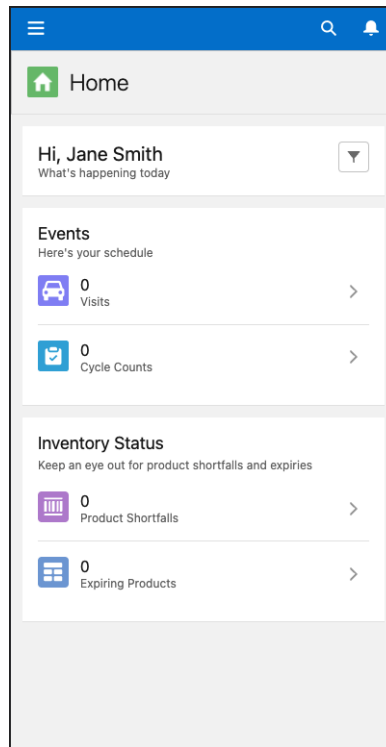 Home
Hi, Jane Smith
What's happening today
Events
Here's your schedule
0
Visits
0
Cycle Counts
Inventory Status
Keep an eye out for product shortfalls and expiries
0
Product Shortfalls
0
Expiring Products